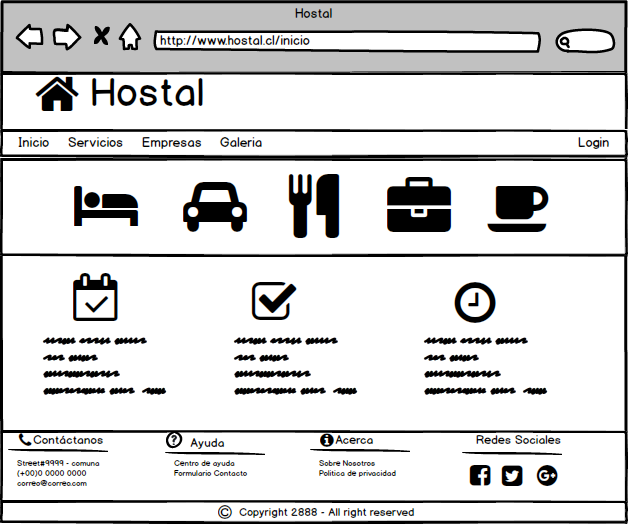 Hostal
http://www.hostal.cl/inicio
Hostal
Inicio Servicios Empresas Galeria Login
Contáctanos
Street#9999 - comuna
(+00)0 0000 0000
correo@correo.com
Ayuda
Centro de ayuda
Formulario Contacto
Acerca
Sobre Nosotros
Politica de privacidad
Redes Sociales
© Copyright 2888 - All right reserved